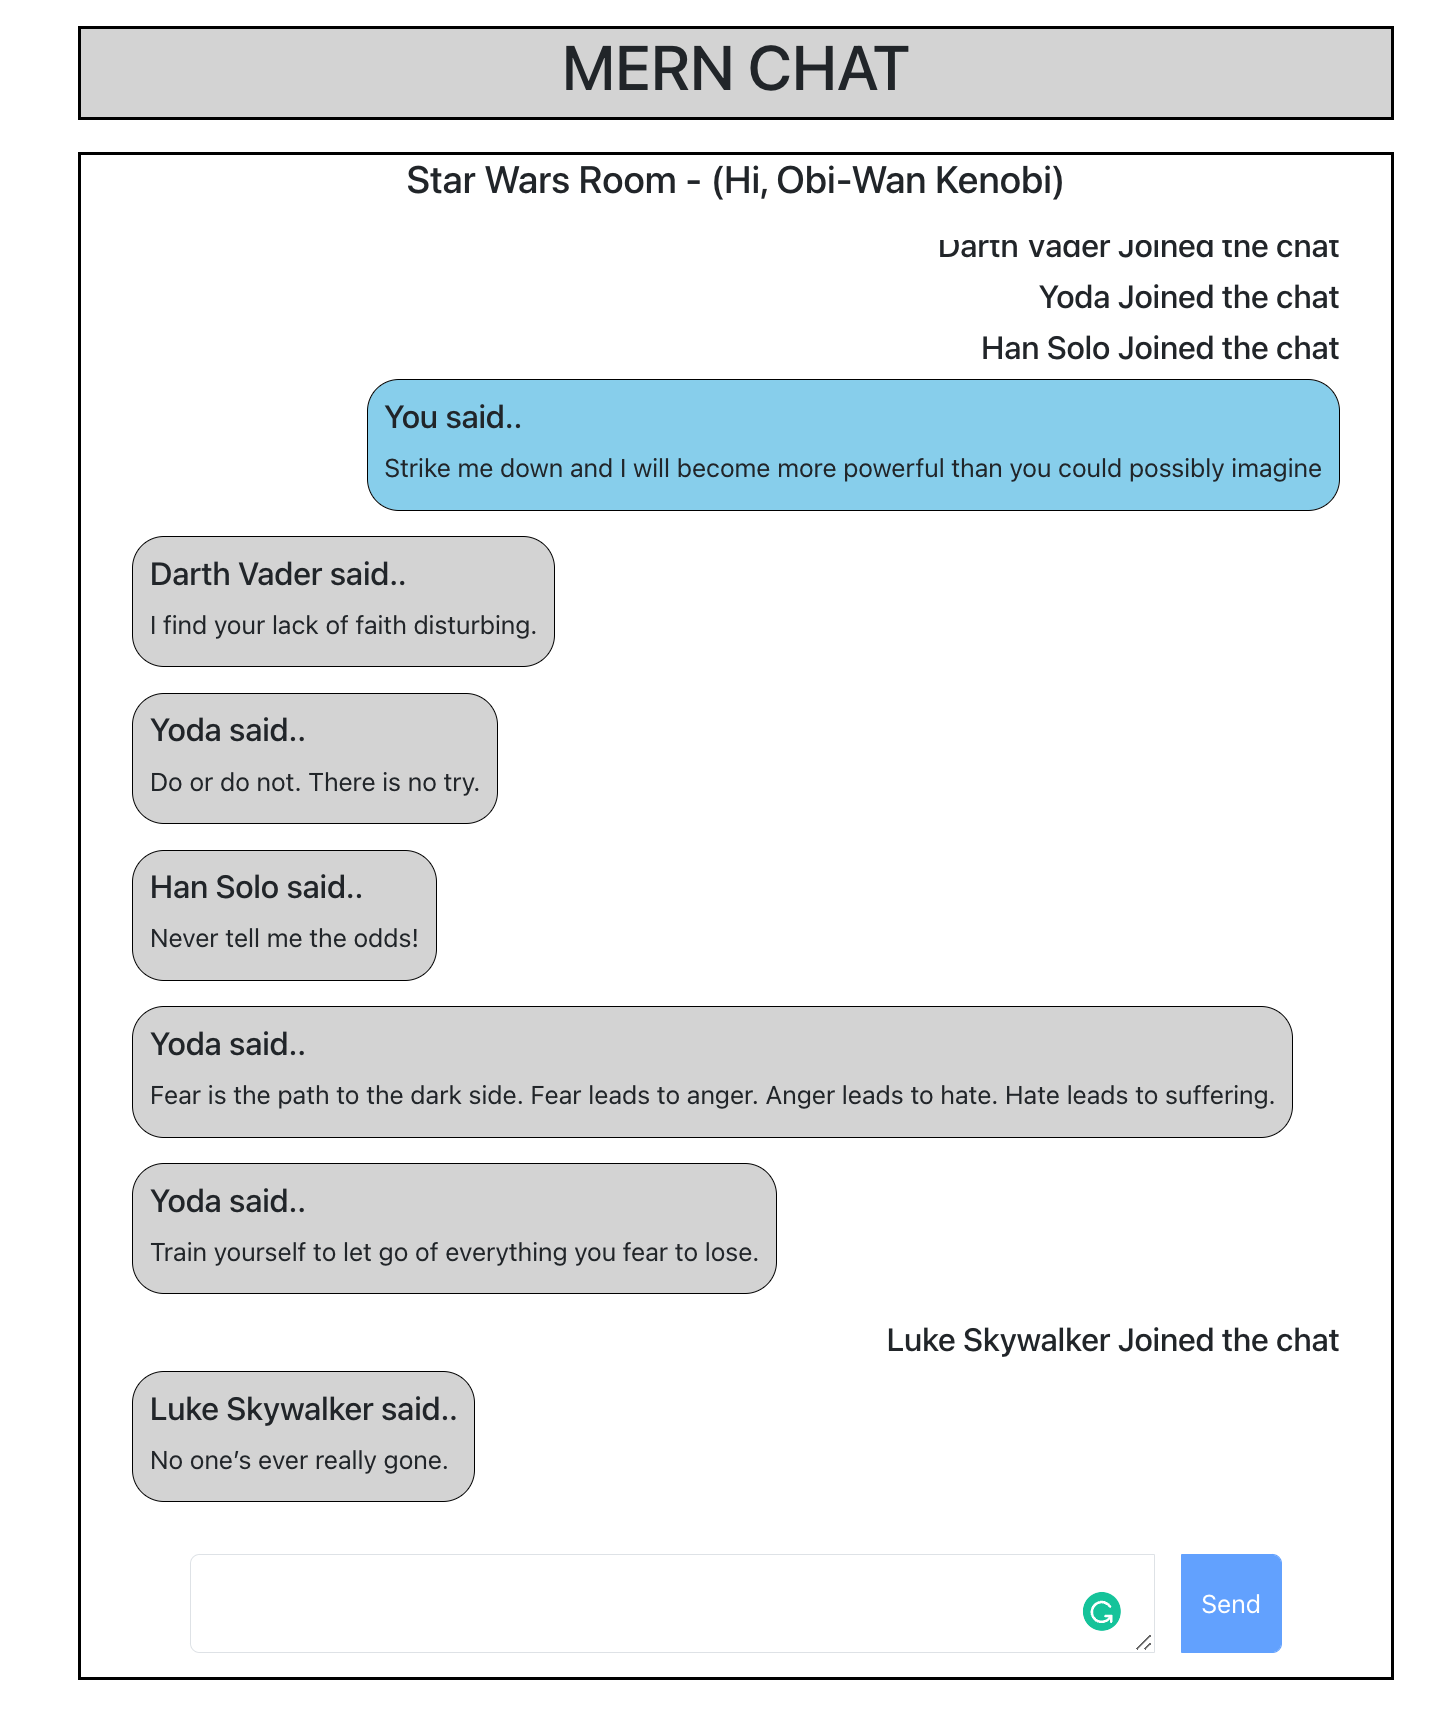 MERN CHAT
Star Wars Room - (Hi, Obi-Wan Kenobi)
Darth Vader Joined the chat
Yoda Joined the chat
Han Solo Joined the chat
You said..
Strike me down and I will become more powerful than you could possibly imagine
Darth Vader said..
I find your lack of faith disturbing.
Yoda said..
Do or do not. There is no try.
Han Solo said..
Never tell me the odds!
Yoda said..
Fear is the path to the dark side. Fear leads to anger. Anger leads to hate. Hate leads to suffering.
Yoda said..
Train yourself to let go of everything you fear to lose.
Luke Skywalker Joined the chat
Luke Skywalker said..
No one’s ever really gone.
Send